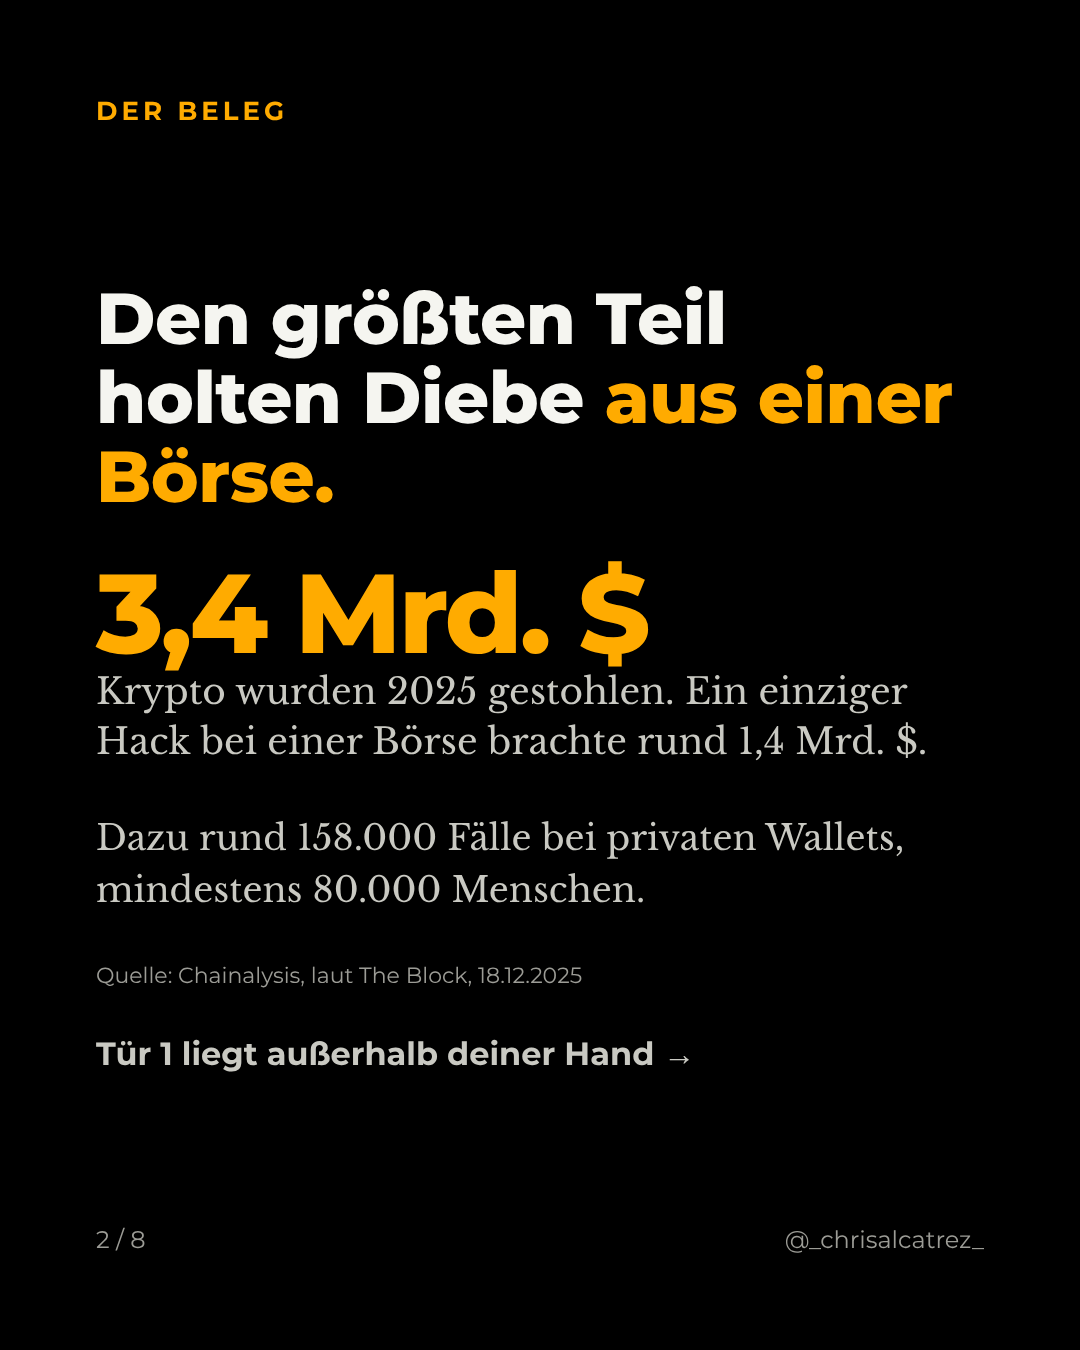 DER BELEG
Den größten Teil
holten Diebe aus einer
Börse.
3,4 Mrd. $
Krypto wurden 2025 gestohlen. Ein einziger
Hack bei einer Börse brachte rund 1,4 Mrd. $.
Dazu rund 158.000 Fälle bei privaten Wallets,
mindestens 80.000 Menschen.
Quelle: Chainalysis, laut The Block, 18.12.2025
Tür 1 liegt außerhalb deiner Hand →
2 / 8
@_chrisalcatrez_